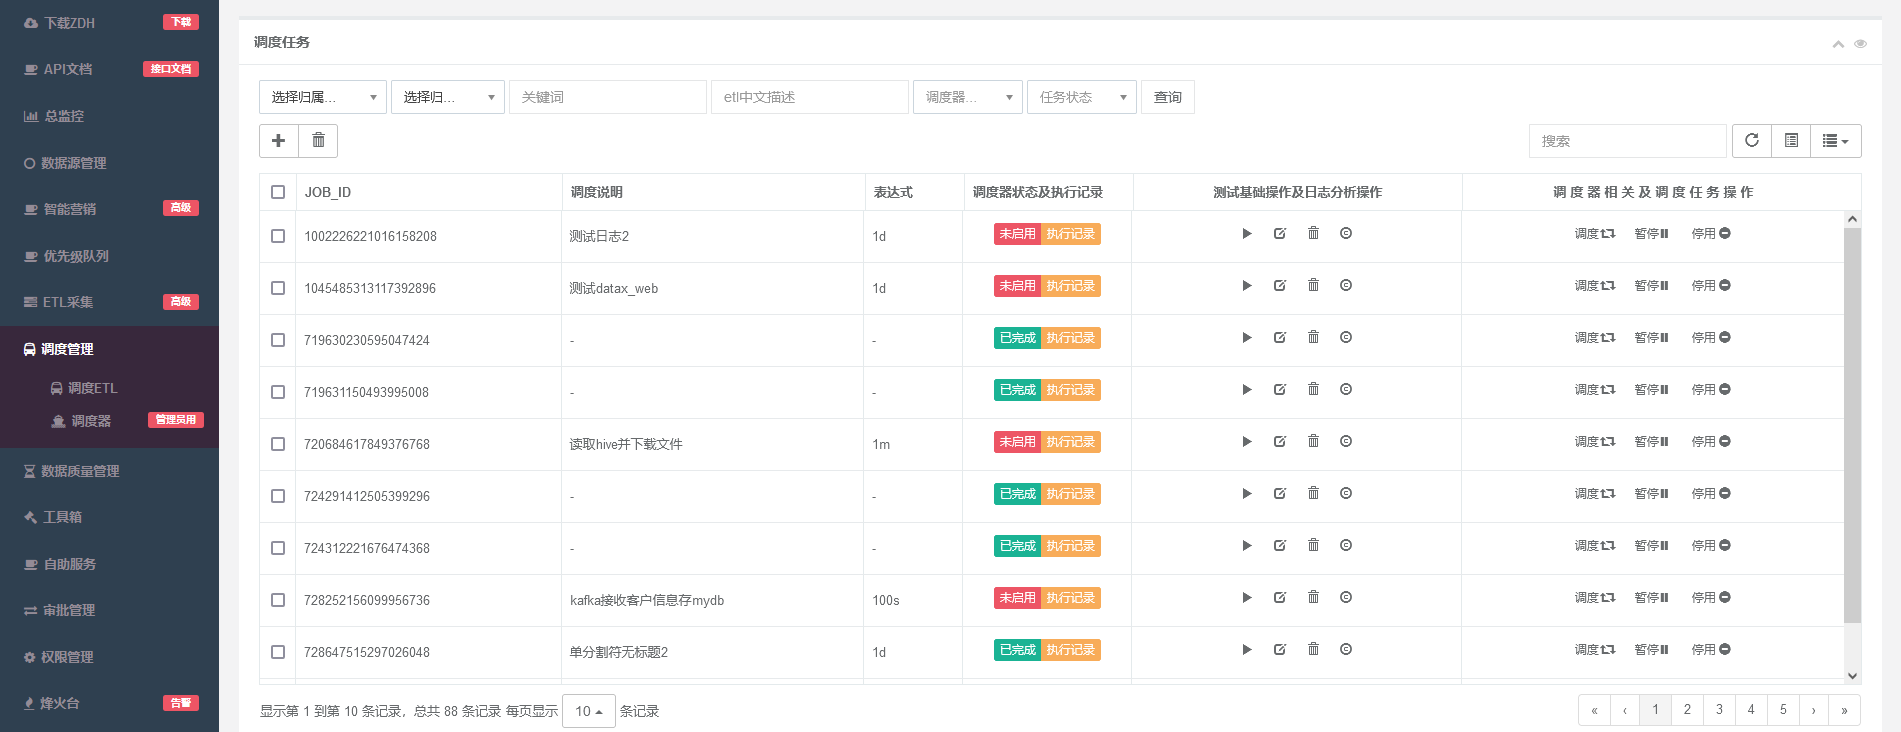 下载ZDH 下载
API文档 接口文档
总监控
数据源管理
智能营销 高级
优先级队列
ETL采集 高级
调度管理
调度ETL
调度器 管理员用
数据质量管理
工具箱
自助服务
审批管理
权限管理
烽火台 告警
调度任务
选择归属... 选择归... 关键词 etl中文描述 调度器... 任务状态 查询
搜索
JOB_ID 调度说明 表达式 调度器状态及执行记录 测试基础操作及日志分析操作 调度器相关及调度任务操作
1002226221016158208 测试日志2 1d 未启用 执行记录 调度 暂停 停用
1045485313117392896 测试datax_web 1d 未启用 执行记录 调度 暂停 停用
719630230595047424 - - 已完成 执行记录 调度 暂停 停用
719631150493995008 - - 已完成 执行记录 调度 暂停 停用
720684617849376768 读取hive并下载文件 1m 未启用 执行记录 调度 暂停 停用
724291412505399296 - - 已完成 执行记录 调度 暂停 停用
724312221676474368 - - 已完成 执行记录 调度 暂停 停用
728252156099956736 kafka接收客户信息存mydb 100s 未启用 执行记录 调度 暂停 停用
728647515297026048 单分割符无标题2 1d 已完成 执行记录 调度 暂停 停用
显示第 1 到第 10 条记录，总共 88 条记录 每页显示 10 条记录
« ‹ 1 2 3 4 5 › »